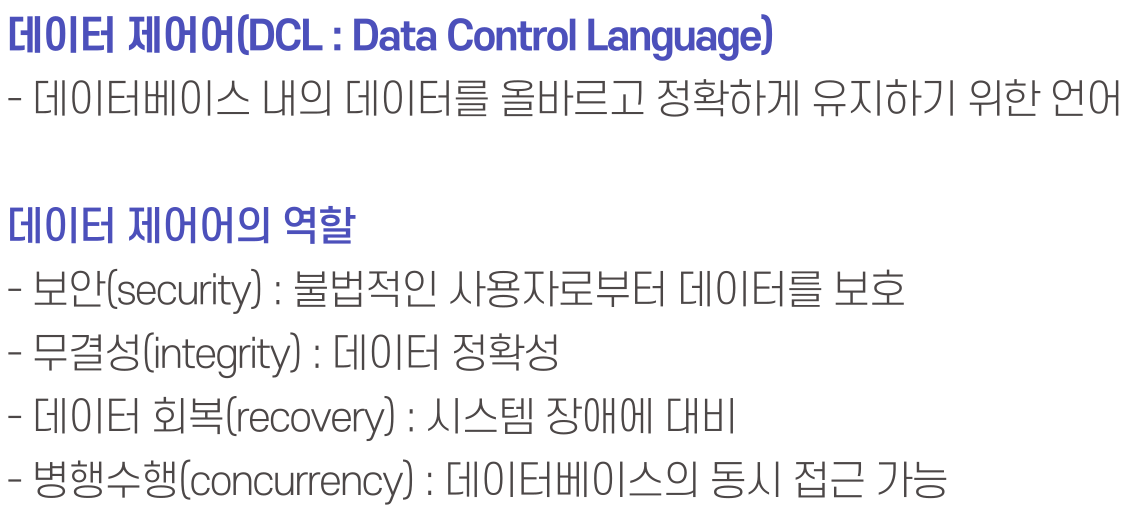 데이터 제어어(DCL : Data Control Language)
- 데이터베이스 내의 데이터를 올바르고 정확하게 유지하기 위한 언어
데이터 제어어의 역할
- 보안(security) : 불법적인 사용자로부터 데이터를 보호
- 무결성(integrity) : 데이터 정확성
- 데이터 회복(recovery) : 시스템 장애에 대비
- 병행수행(concurrency) : 데이터베이스의 동시 접근 가능